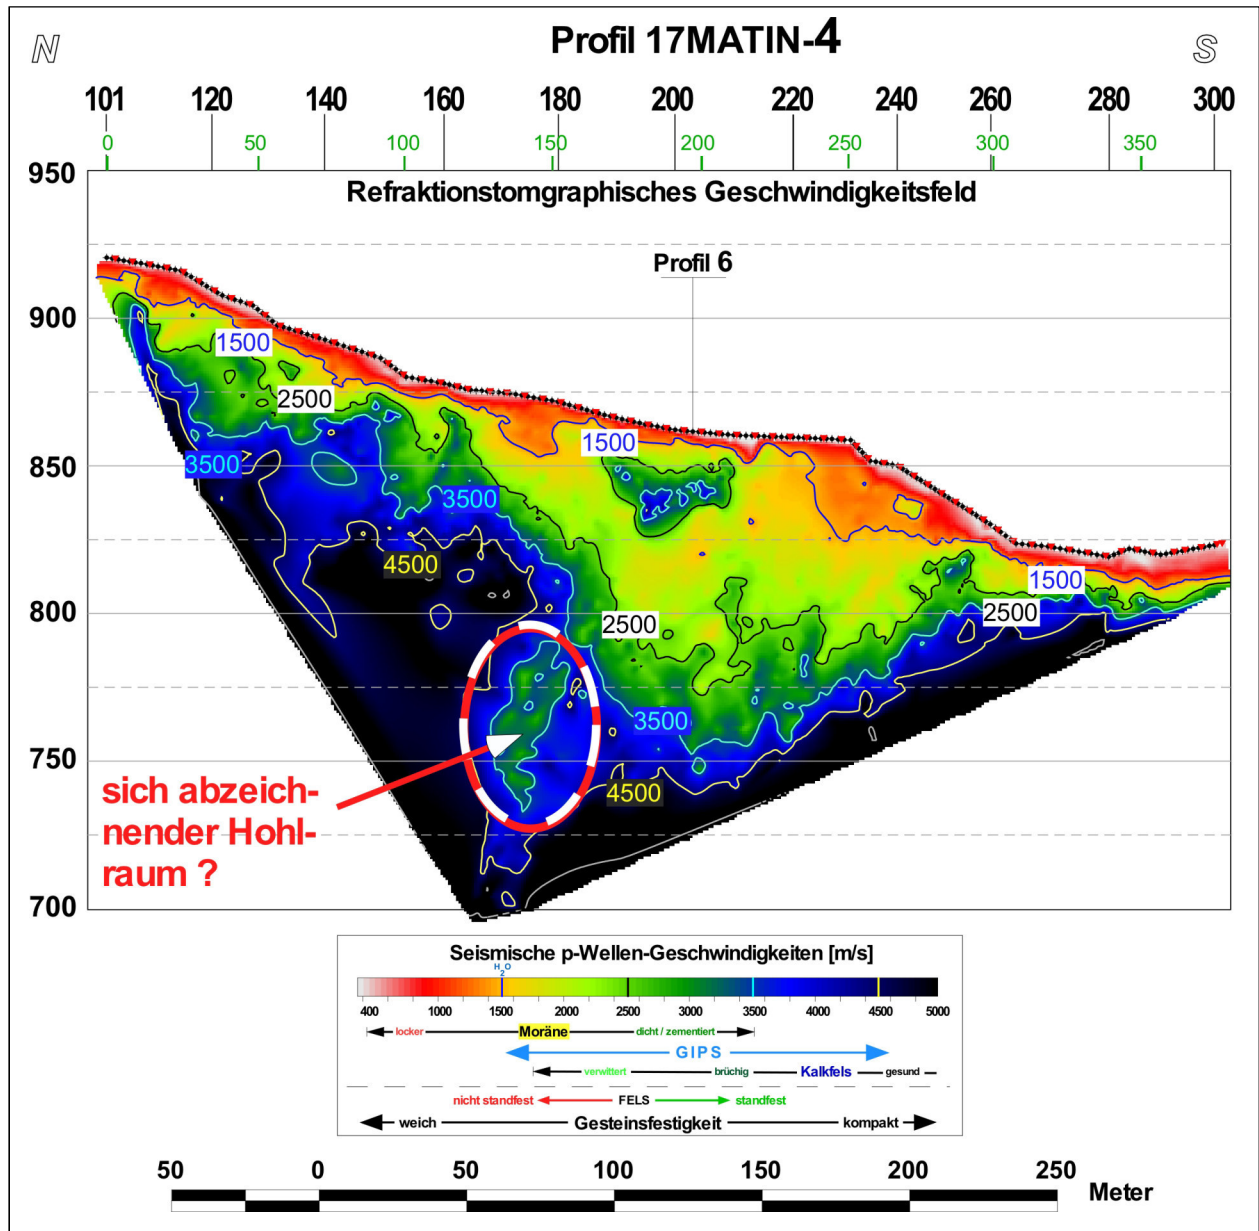 Profil 17MATIN-4
N
S
101 120 140 160 180 200 220 240 260 280 300
0 50 100 150 200 250 300 350
950
Refraktionstomgraphisches Geschwindigkeitsfeld
Profil 6
900
1500
2500
1500
850
3500
3500
4500
1500
800
2500
2500
3500
750
4500
sich abzeich-
nender Hohl-
raum ?
700
Seismische p-Wellen-Geschwindigkeiten [m/s]
H2O
400 1000 1500 2000 2500 3000 3500 4000 4500 5000
locker Moräne dicht / zementiert
GIPS
verwittert brüchig Kalkfels gesund
nicht standfest FELS standfest
weich Gesteinsfestigkeit kompakt
50 0 50 100 150 200 250
Meter